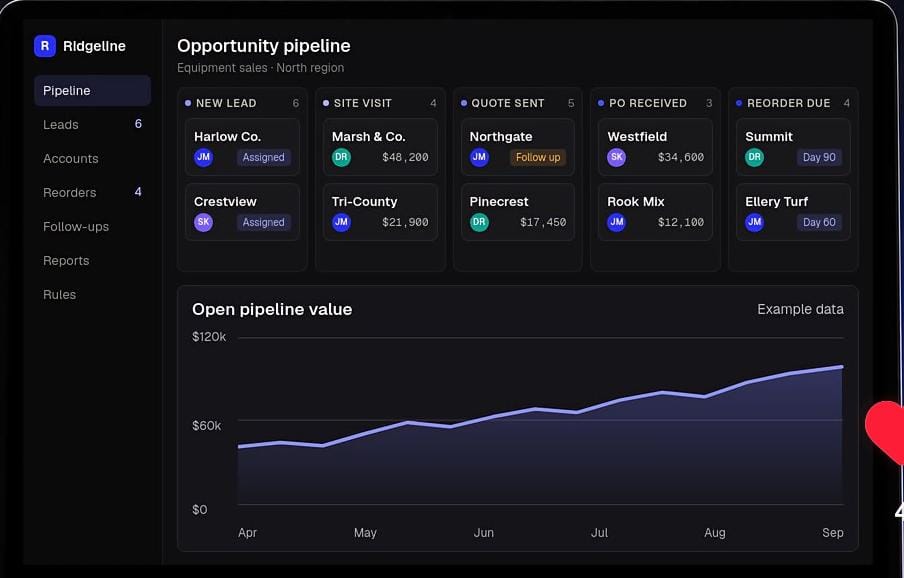 R Ridgeline
Pipeline
Leads 6
Accounts
Reorders 4
Follow-ups
Reports
Rules
Opportunity pipeline
Equipment sales · North region
NEW LEAD 6
Harlow Co.
JM Assigned
Crestview
SK Assigned
SITE VISIT 4
Marsh & Co.
DR $48,200
Tri-County
JM $21,900
QUOTE SENT 5
Northgate
JM Follow up
Pinecrest
DR $17,450
PO RECEIVED 3
Westfield
SK $34,600
Rook Mix
JM $12,100
REORDER DUE 4
Summit
DR Day 90
Ellery Turf
JM Day 60
Open pipeline value Example data
$120k
$60k
$0
Apr May Jun Jul Aug Sep